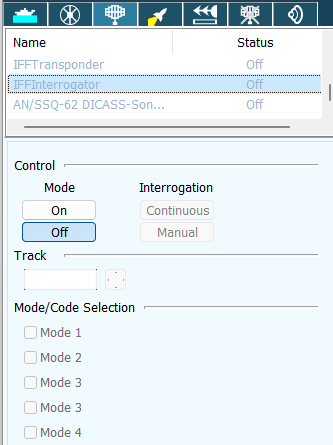 Name Status
IFFTransponder Off
IFFInterrogator Off
AN/SSQ-62 DICASS-Son... Off
Control
Mode Interrogation
On Continuous
Off Manual
Track
Mode/Code Selection
Mode 1
Mode 2
Mode 3
Mode 3
Mode 4